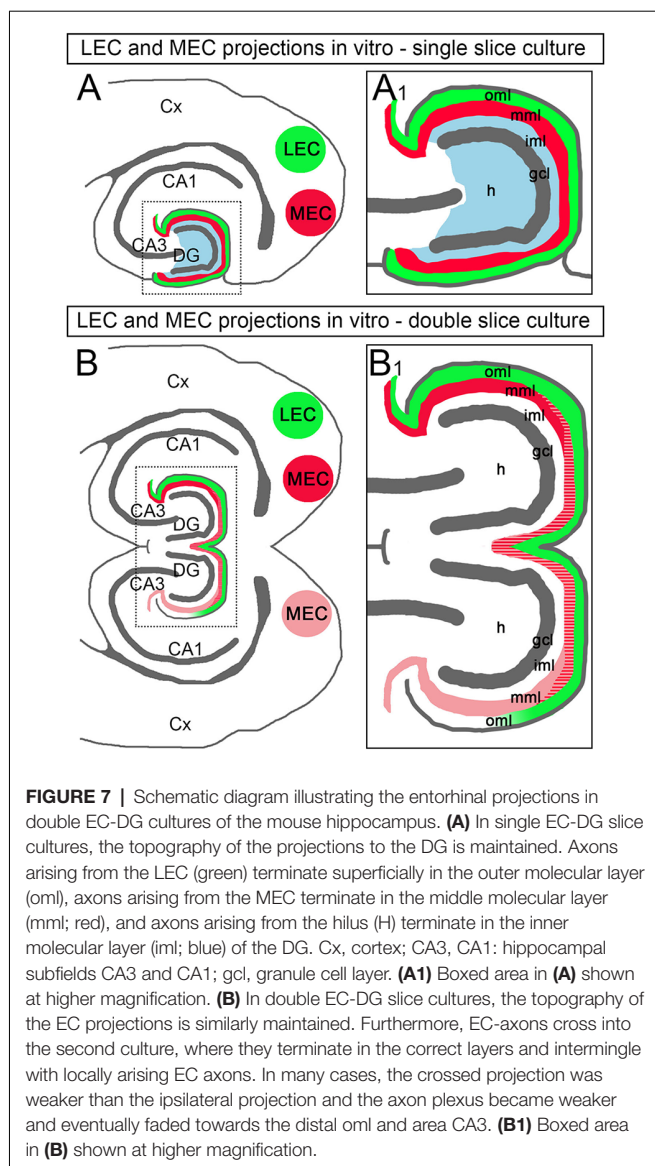 LEC and MEC projections in vitro - single slice culture
A
Cx
LEC
CA1
MEC
CA3
DG
A1
oml
mml
iml
gcl
h
LEC and MEC projections in vitro - double slice culture
B
Cx
LEC
CA1
MEC
CA3
DG
DG
CA3
MEC
CA1
Cx
B1
oml
mml
iml
gcl
h
h
gcl
iml
mml
oml
FIGURE 7 | Schematic diagram illustrating the entorhinal projections in
double EC-DG cultures of the mouse hippocampus. (A) In single EC-DG slice
cultures, the topography of the projections to the DG is maintained. Axons
arising from the LEC (green) terminate superficially in the outer molecular layer
(oml), axons arising from the MEC terminate in the middle molecular layer
(mml; red), and axons arising from the hilus (H) terminate in the inner
molecular layer (iml; blue) of the DG. Cx, cortex; CA3, CA1: hippocampal
subfields CA3 and CA1; gcl, granule cell layer. (A1) Boxed area in (A) shown
at higher magnification. (B) In double EC-DG slice cultures, the topography of
the EC projections is similarly maintained. Furthermore, EC-axons cross into
the second culture, where they terminate in the correct layers and intermingle
with locally arising EC axons. In many cases, the crossed projection was
weaker than the ipsilateral projection and the axon plexus became weaker
and eventually faded towards the distal oml and area CA3. (B1) Boxed area
in (B) shown at higher magnification.